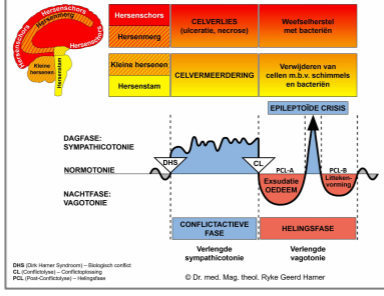 Hersenschors
Hersenmerg
Hersenschors
Hersenschors
Kleine
hersenen
Hersenstam
Hersenschors
Hersenmerg
CELVERLIES
(ulceratie, necrose)
Weefselherstel
met bacteriën
Kleine hersenen
Hersenstam
CELVERMEERDERING
Verwijderen van
cellen m.b.v. schimmels
en bacteriën
EPILEPTOÏDE CRISIS
DAGFASE:
SYMPATHICOTONIE
DHS
CL
PCL-A
PCL-B
NORMOTONIE
Exsudatie
OEDEEM
Litteken-
vorming
NACHTFASE:
VAGOTONIE
CONFLICTACTIEVE
FASE
HELINGSFASE
Verlengde
sympathicotonie
Verlengde
vagotonie
DHS (Dirk Hamer Syndroom) – Biologisch conflict
CL (Conflictolyse) – Conflictoplossing
PCL (Post-Conflictolyse) – Helingsfase
© Dr. med. Mag. theol. Ryke Geerd Hamer